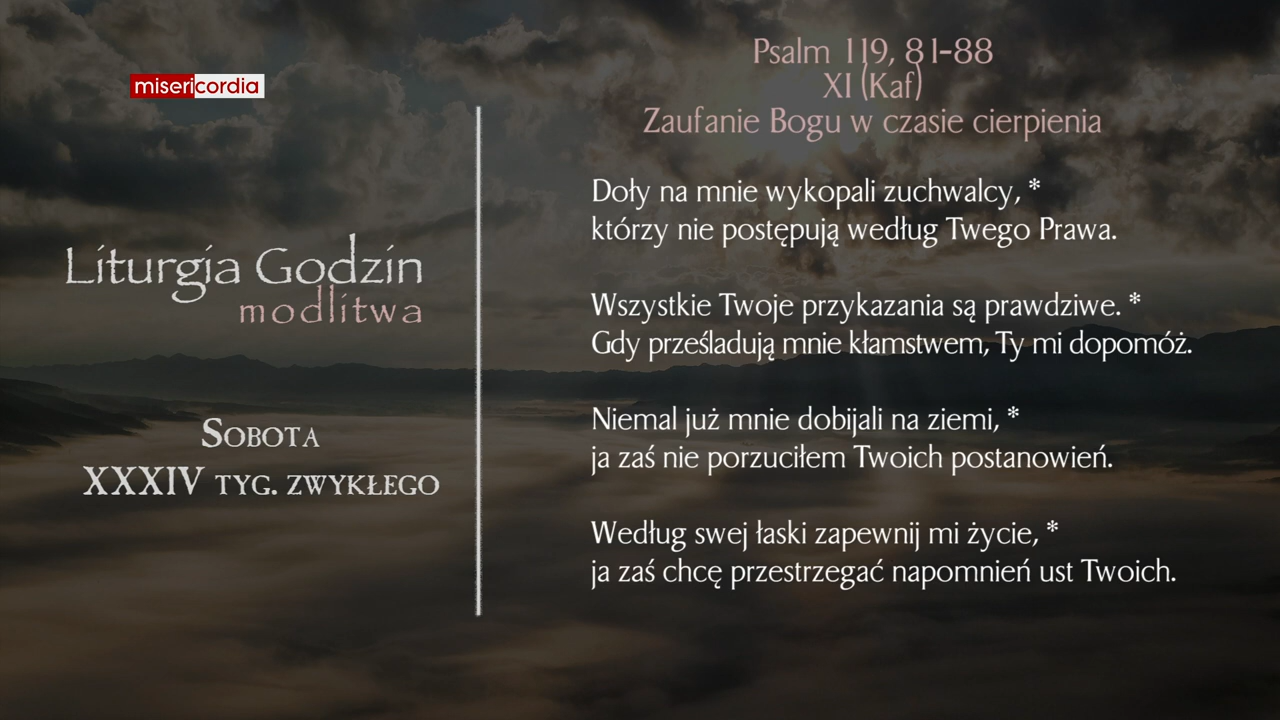 misericordia
Liturgia Godzin
modlitwa
Sobota
XXXIV tyg. zwykłego
Psalm 119, 81-88
XI (Kaf)
Zaufanie Bogu w czasie cierpienia
Doły na mnie wykopali zuchwalcy, *
którzy nie postępują według Twego Prawa.
Wszystkie Twoje przykazania są prawdziwe. *
Gdy prześladują mnie kłamstwem, Ty mi dopomóż.
Niemal już mnie dobijali na ziemi, *
ja zaś nie porzuciłem Twoich postanowień.
Według swej łaski zapewnij mi życie, *
ja zaś chcę przestrzegać napomnień ust Twoich.